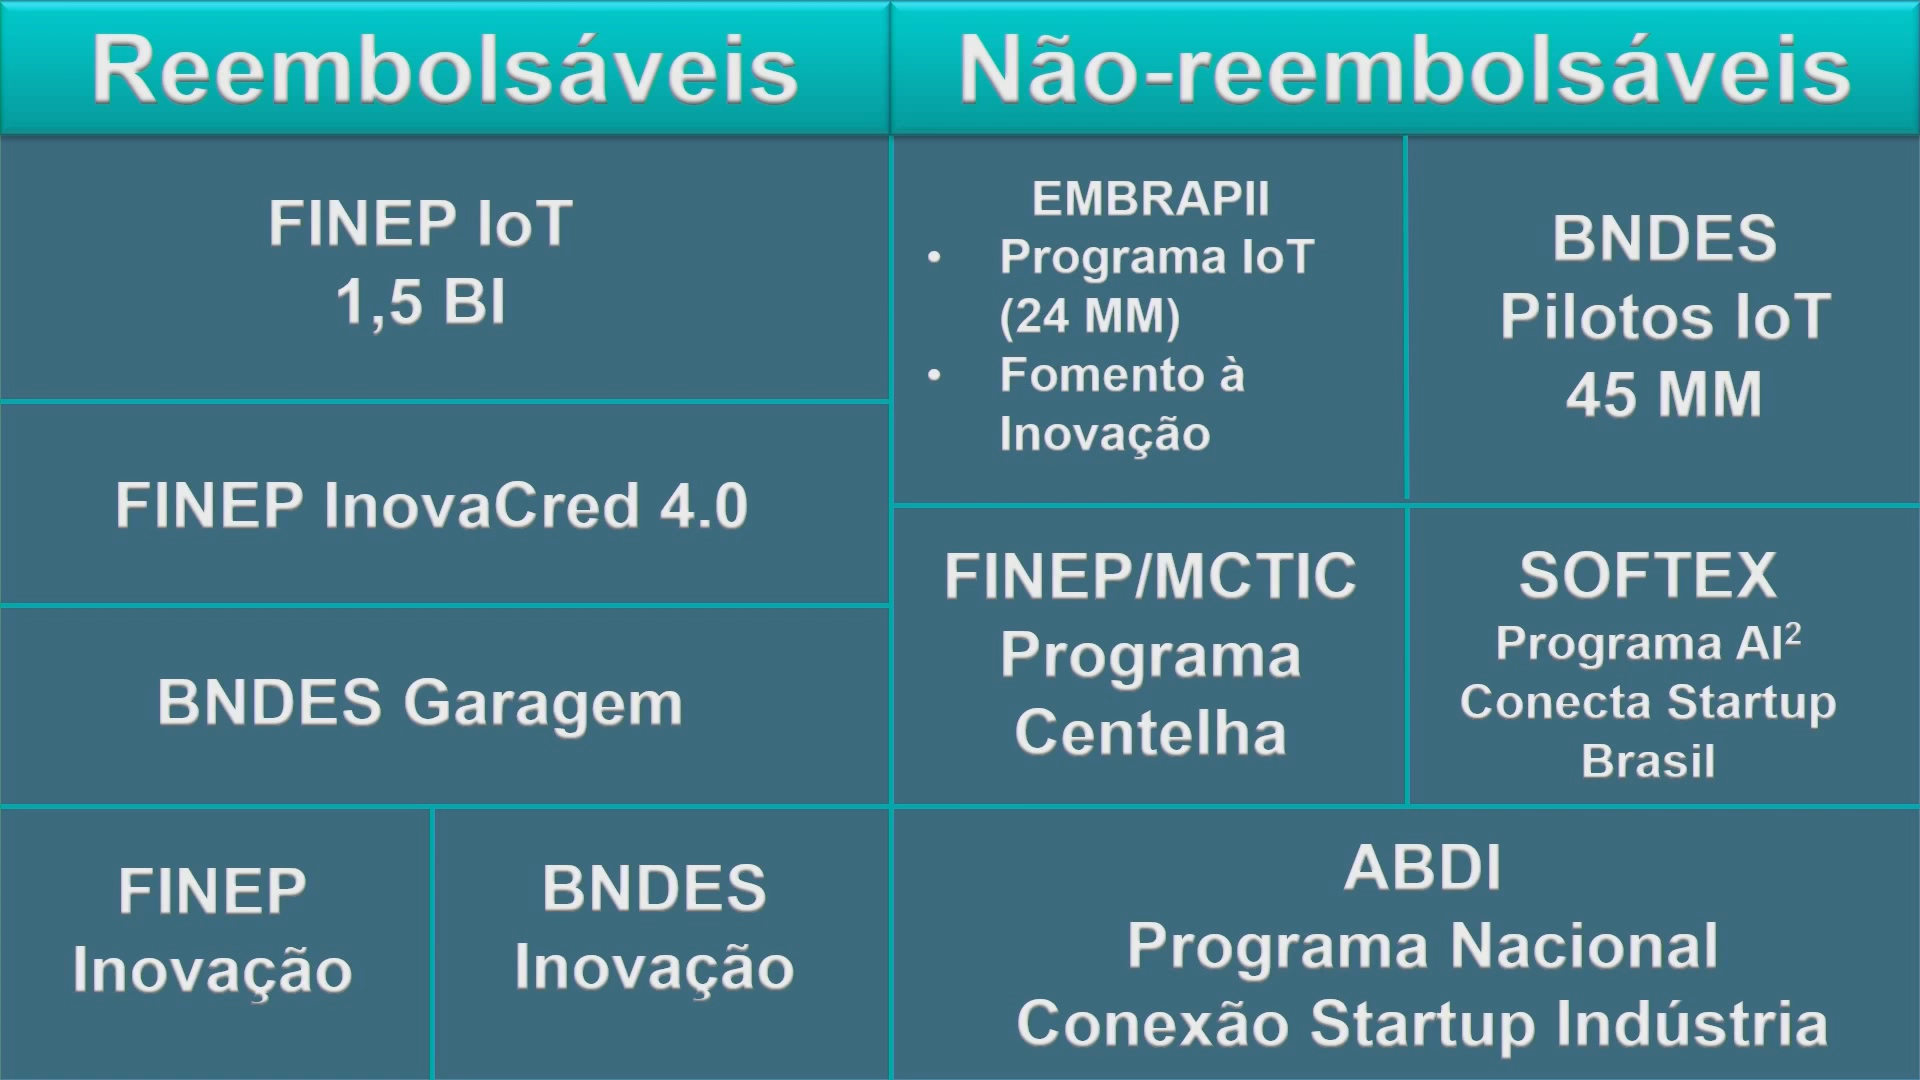 Reembolsáveis
Não-reembolsáveis
FINEP IoT
1,5 BI
FINEP InovaCred 4.0
BNDES Garagem
FINEP
Inovação
BNDES
Inovação
EMBRAPII
• Programa IoT
(24 MM)
• Fomento à
Inovação
BNDES
Pilotos IoT
45 MM
FINEP/MCTIC
Programa
Centelha
SOFTEX
Programa AI²
Conecta Startup
Brasil
ABDI
Programa Nacional
Conexão Startup Indústria